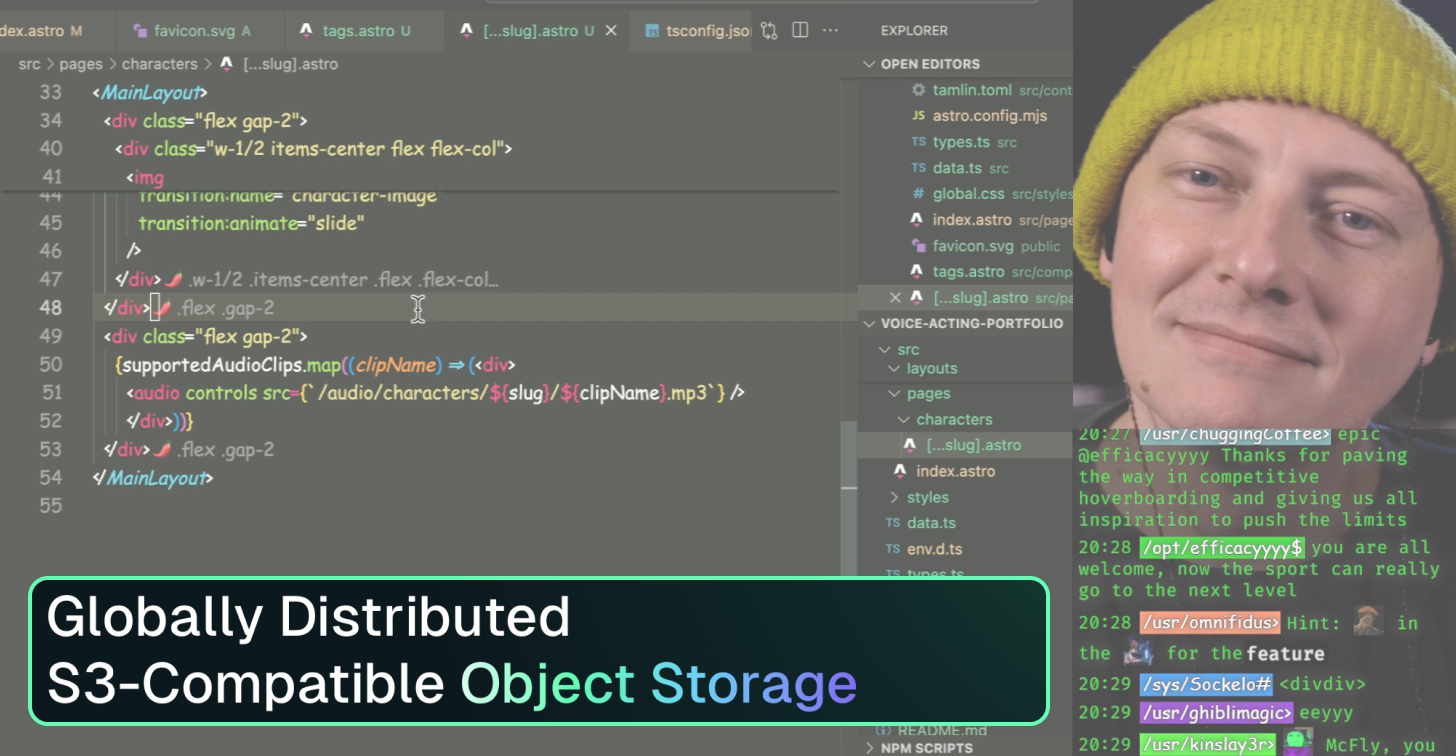 dex.astro M
favicon.svg A
tags.astro U
[...slug].astro U
tsconfig.jso
src > pages > characters > [...slug].astro
33 <MainLayout>
34 <div class="flex gap-2">
40 <div class="w-1/2 items-center flex flex-col">
41 <img
44 transition:name="character-image"
45 transition:animate="slide"
46 />
47 </div>🌶️ .w-1/2 .items-center .flex .flex-col…
48 </div>🌶️ .flex .gap-2
49 <div class="flex gap-2">
50 {supportedAudioClips.map((clipName) => (<div>
51 <audio controls src={`/audio/characters/${slug}/${clipName}.mp3`} />
52 </div>))}
53 </div>🌶️ .flex .gap-2
54 </MainLayout>
55
EXPLORER
OPEN EDITORS
tamlin.toml src/cont
JS astro.config.mjs
TS types.ts src
TS data.ts src
# global.css src/styles
index.astro src/page
favicon.svg public
tags.astro src/comp
[...slug].astro src/pa
VOICE-ACTING-PORTFOLIO
src
layouts
pages
characters
[...slug].astro
index.astro
styles
TS data.ts
TS env.d.ts
TS types.ts
README.md
NPM SCRIPTS
Globally Distributed
S3-Compatible Object Storage
20:27 /usr/chuggingCoffee> epic
@efficacyyyy Thanks for paving
the way in competitive
hoverboarding and giving us all
inspiration to push the limits
20:28 /opt/efficacyyyy$ you are all
welcome, now the sport can really
go to the next level
20:28 /usr/omnifidus> Hint: in
the for the feature
20:29 /sys/Sockelo# <divdiv>
20:29 /usr/ghiblimagic> eeyyy
20:29 /usr/kinslay3r> McFly, you